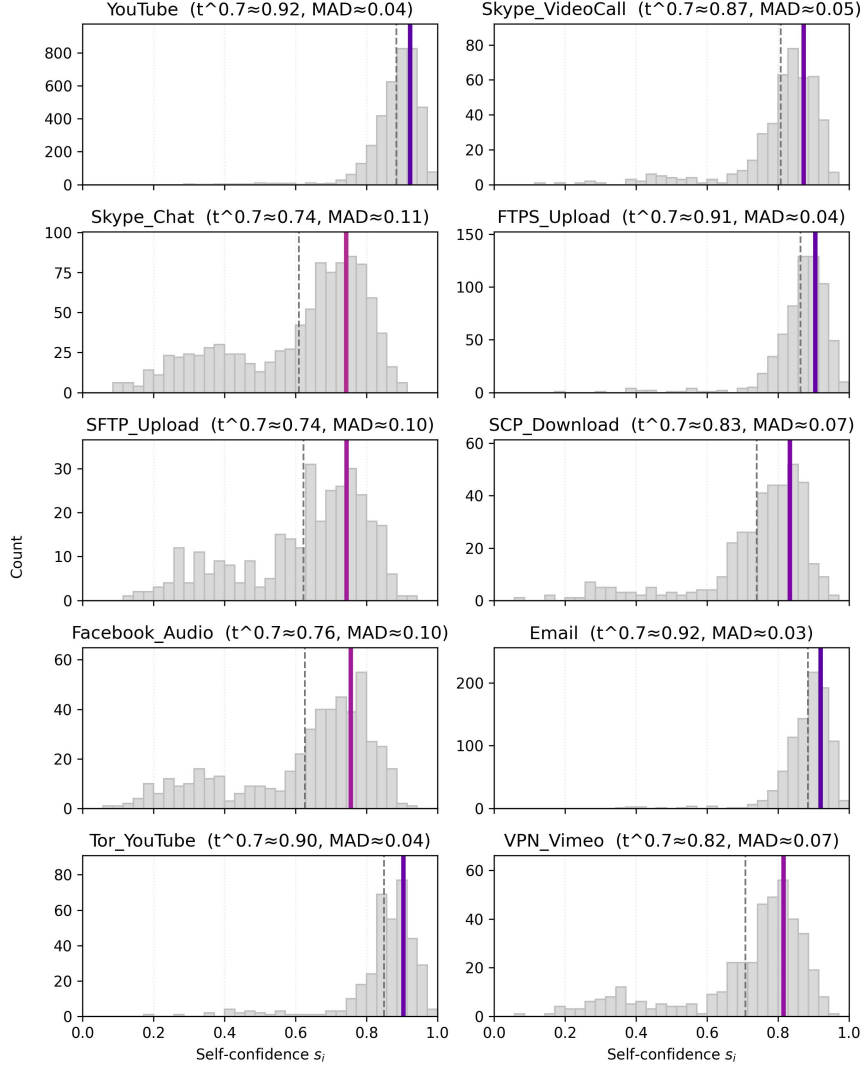 YouTube (t^0.7≈0.92, MAD≈0.04)
800
600
400
200
0
Skype_VideoCall (t^0.7≈0.87, MAD≈0.05)
80
60
40
20
0
Skype_Chat (t^0.7≈0.74, MAD≈0.11)
100
75
50
25
0
FTPS_Upload (t^0.7≈0.91, MAD≈0.04)
150
100
50
0
SFTP_Upload (t^0.7≈0.74, MAD≈0.10)
30
20
10
0
Count
SCP_Download (t^0.7≈0.83, MAD≈0.07)
60
40
20
0
Facebook_Audio (t^0.7≈0.76, MAD≈0.10)
60
40
20
0
Email (t^0.7≈0.92, MAD≈0.03)
200
100
0
Tor_YouTube (t^0.7≈0.90, MAD≈0.04)
80
60
40
20
0
0.0 0.2 0.4 0.6 0.8 1.0
Self-confidence sᵢ
VPN_Vimeo (t^0.7≈0.82, MAD≈0.07)
60
40
20
0
0.0 0.2 0.4 0.6 0.8 1.0
Self-confidence sᵢ